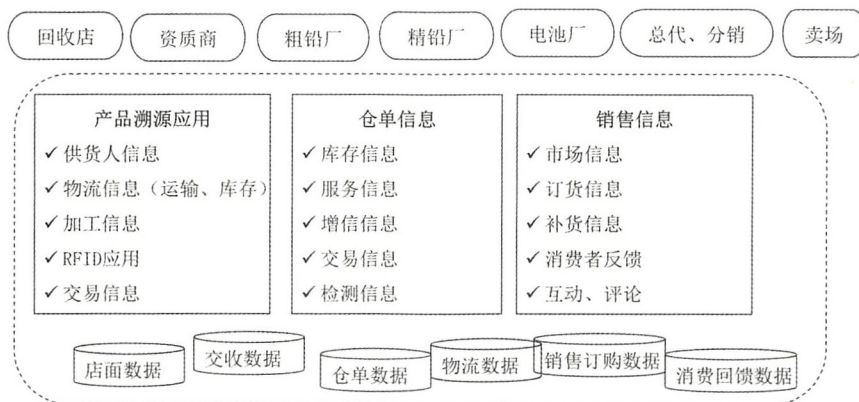 回收店 资质商 粗铅厂 精铅厂 电池厂 总代、分销 卖场
产品溯源应用
✓供货人信息
✓物流信息（运输、库存）
✓加工信息
✓RFID应用
✓交易信息
仓单信息
✓库存信息
✓服务信息
✓增信信息
✓交易信息
✓检测信息
销售信息
✓市场信息
✓订货信息
✓补货信息
✓消费者反馈
✓互动、评论
店面数据 交收数据 仓单数据 物流数据 销售订购数据 消费回馈数据